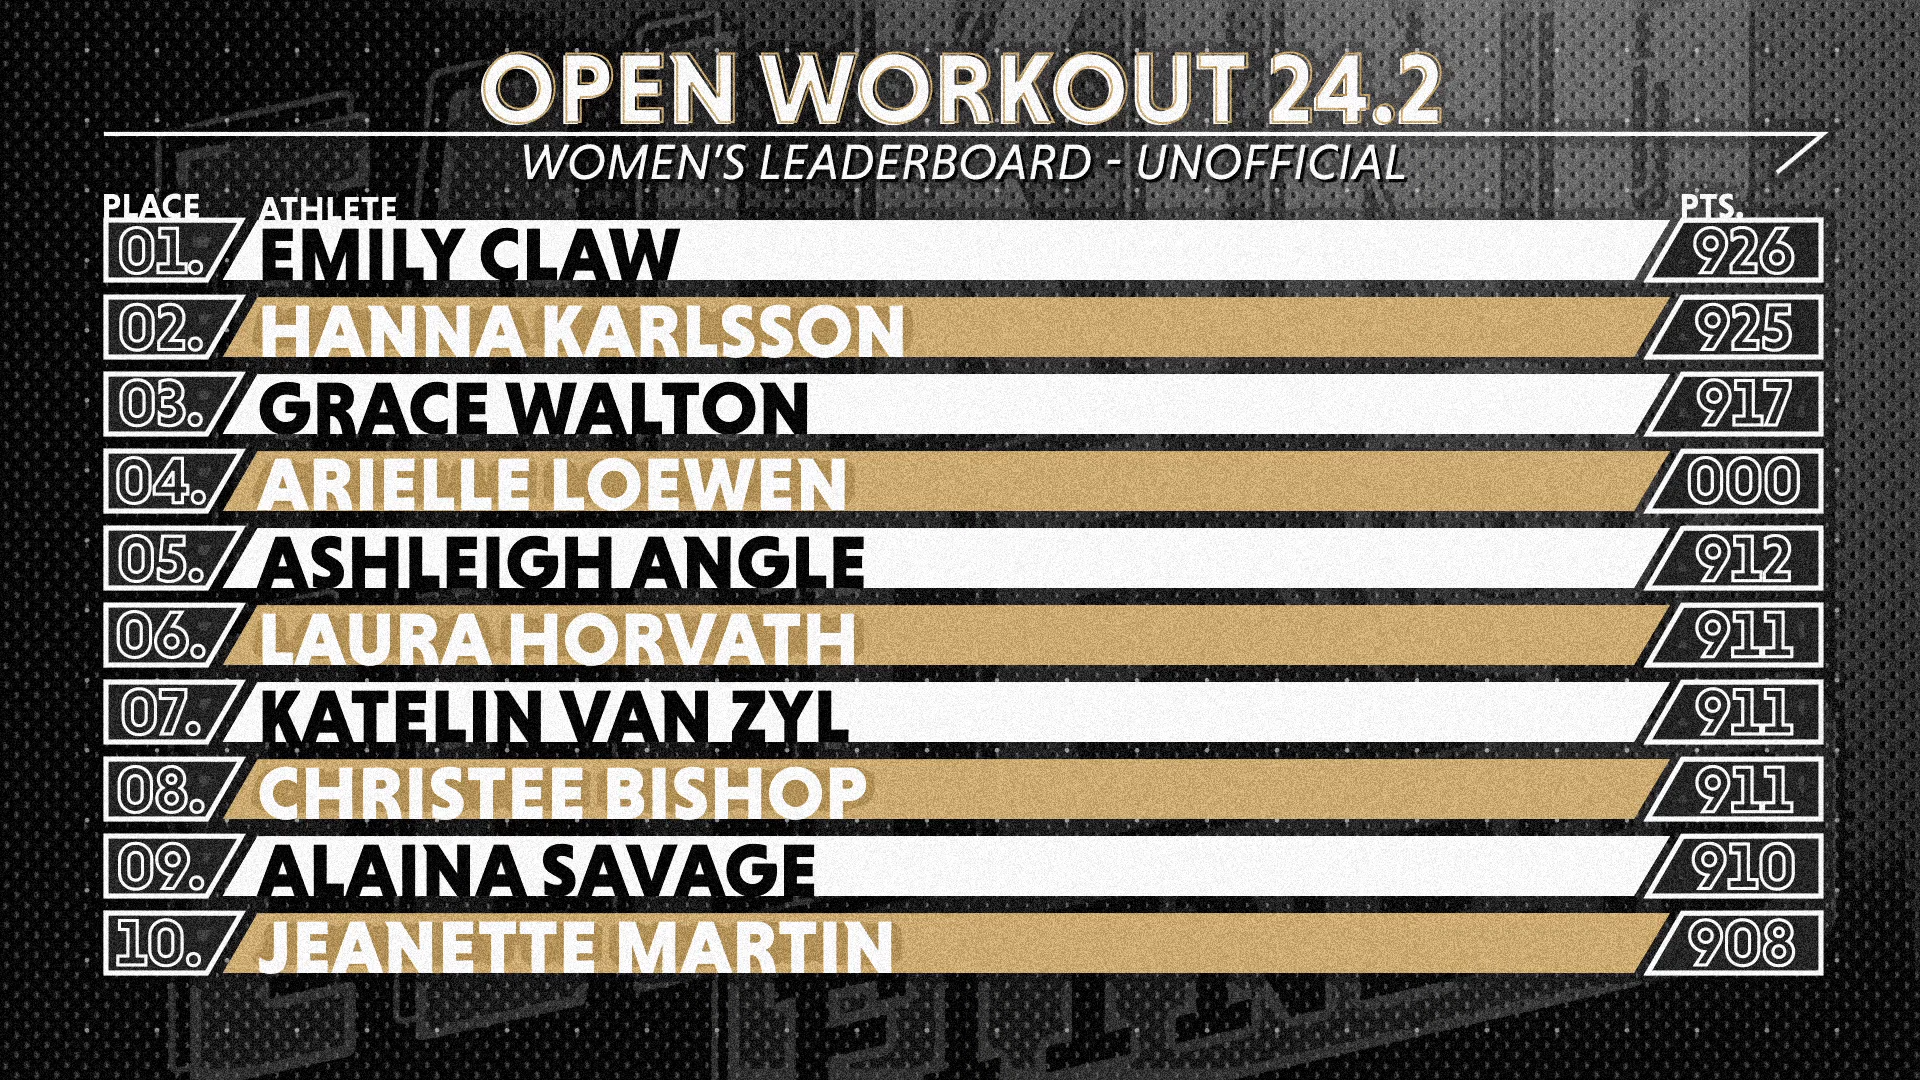 OPEN WORKOUT 24.2
WOMEN'S LEADERBOARD - UNOFFICIAL
PLACE ATHLETE PTS.
01. EMILY CLAW 926
02. HANNA KARLSSON 925
03. GRACE WALTON 917
04. ARIELLE LOEWEN 000
05. ASHLEIGH ANGLE 912
06. LAURA HORVATH 911
07. KATELIN VAN ZYL 911
08. CHRISTEE BISHOP 911
09. ALAINA SAVAGE 910
10. JEANETTE MARTIN 908